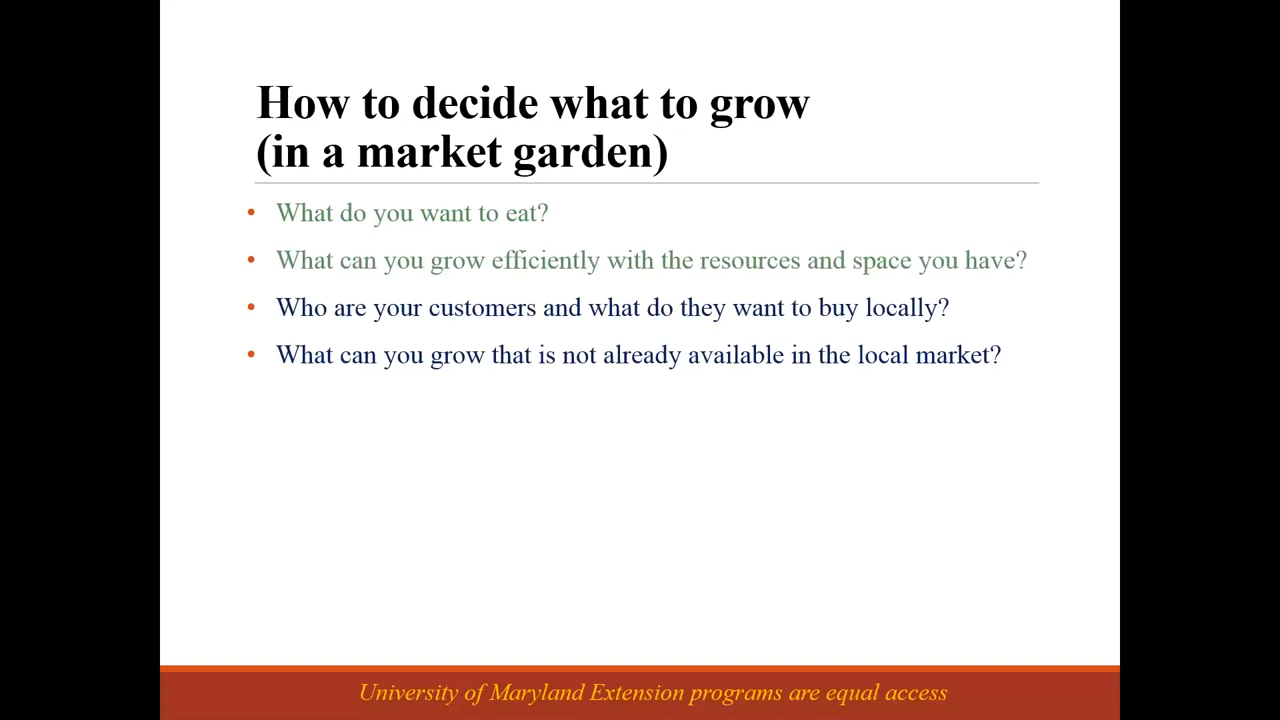 How to decide what to grow
(in a market garden)
• What do you want to eat?
• What can you grow efficiently with the resources and space you have?
• Who are your customers and what do they want to buy locally?
• What can you grow that is not already available in the local market?
University of Maryland Extension programs are equal access